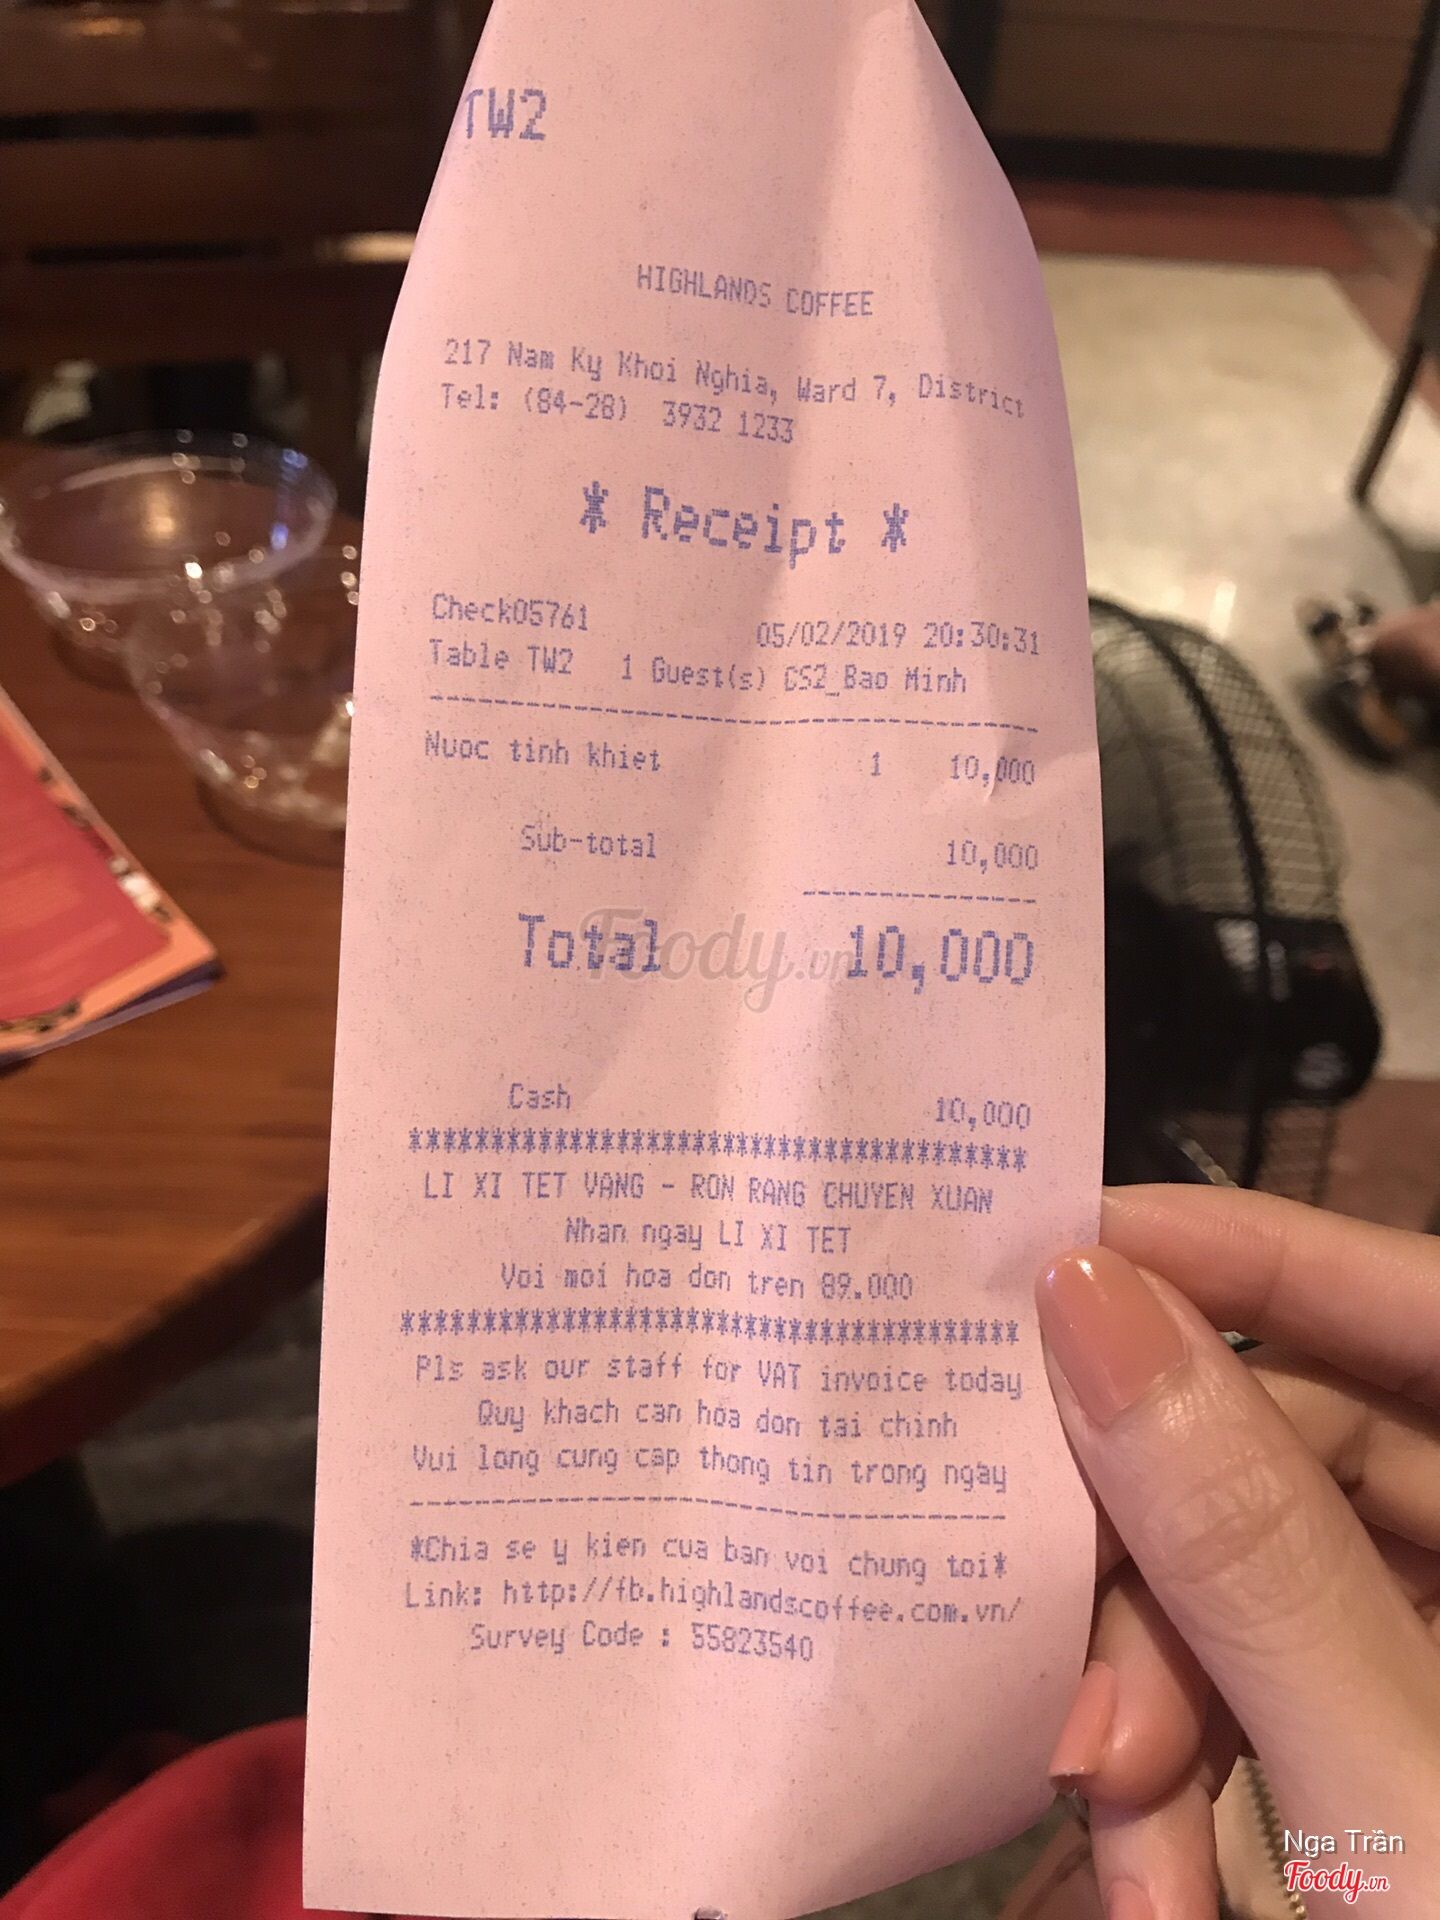 TW2
HIGHLANDS COFFEE
217 Nam Ky Khoi Nghia, Ward 7, District
Tel: (84-28) 3932 1233
* Receipt *
Check05761
05/02/2019 20:30:31
Table TW2 1 Guest(s) CS2_Bao Minh
Nuoc tinh khiet 1 10,000
Sub-total 10,000
Total 10,000
Foody.vn
Cash 10,000
****************************************
LI XI TET VANG - RON RANG CHUYEN XUAN
Nhan ngay LI XI TET
Voi moi hoa don tren 89.000
****************************************
Pls ask our staff for VAT invoice today
Quy khach can hoa don tai chinh
Vui long cung cap thong tin trong ngay
*Chia se y kien cua ban voi chung toi*
Link: http://fb.highlandscoffee.com.vn/
Survey Code : 55823540
Nga Trần
Foody.vn